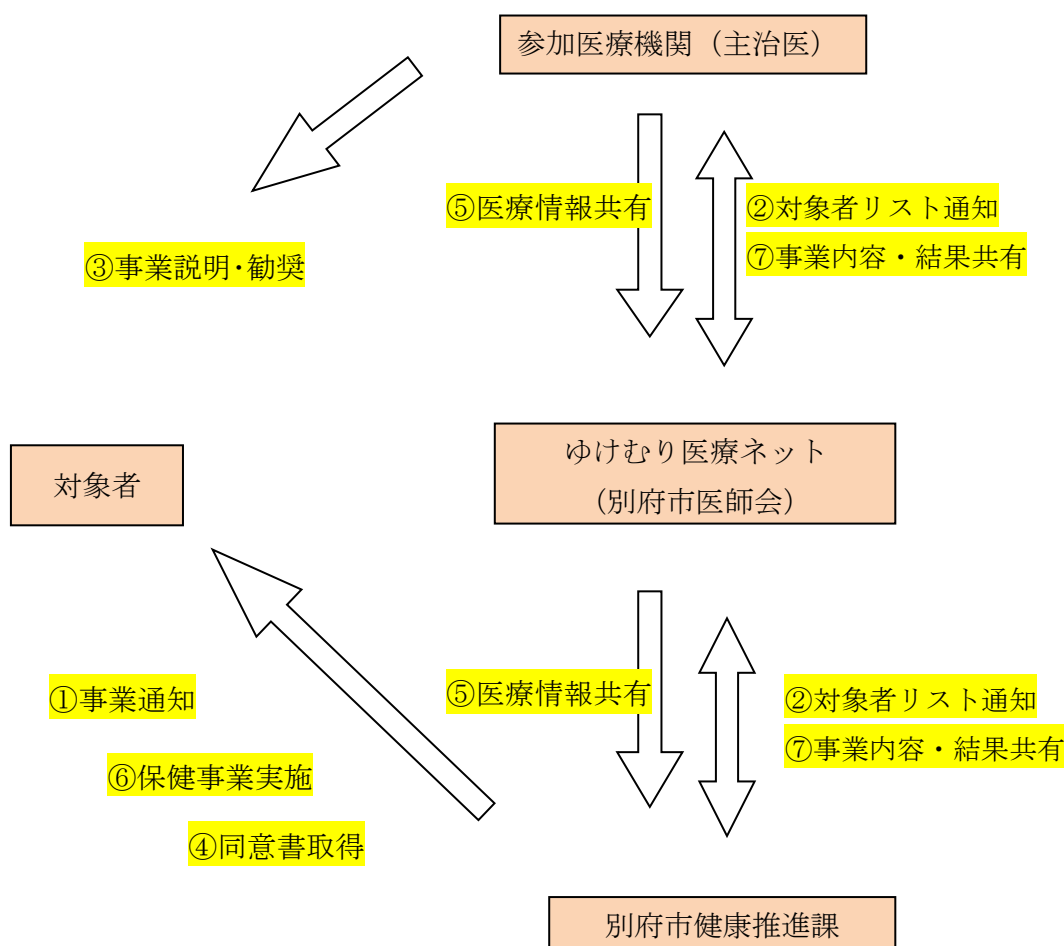 参加医療機関（主治医）
⑤医療情報共有
②対象者リスト通知
⑦事業内容・結果共有
③事業説明・勧奨
対象者
ゆけむり医療ネット
（別府市医師会）
①事業通知
⑥保健事業実施
④同意書取得
⑤医療情報共有
②対象者リスト通知
⑦事業内容・結果共有
別府市健康推進課